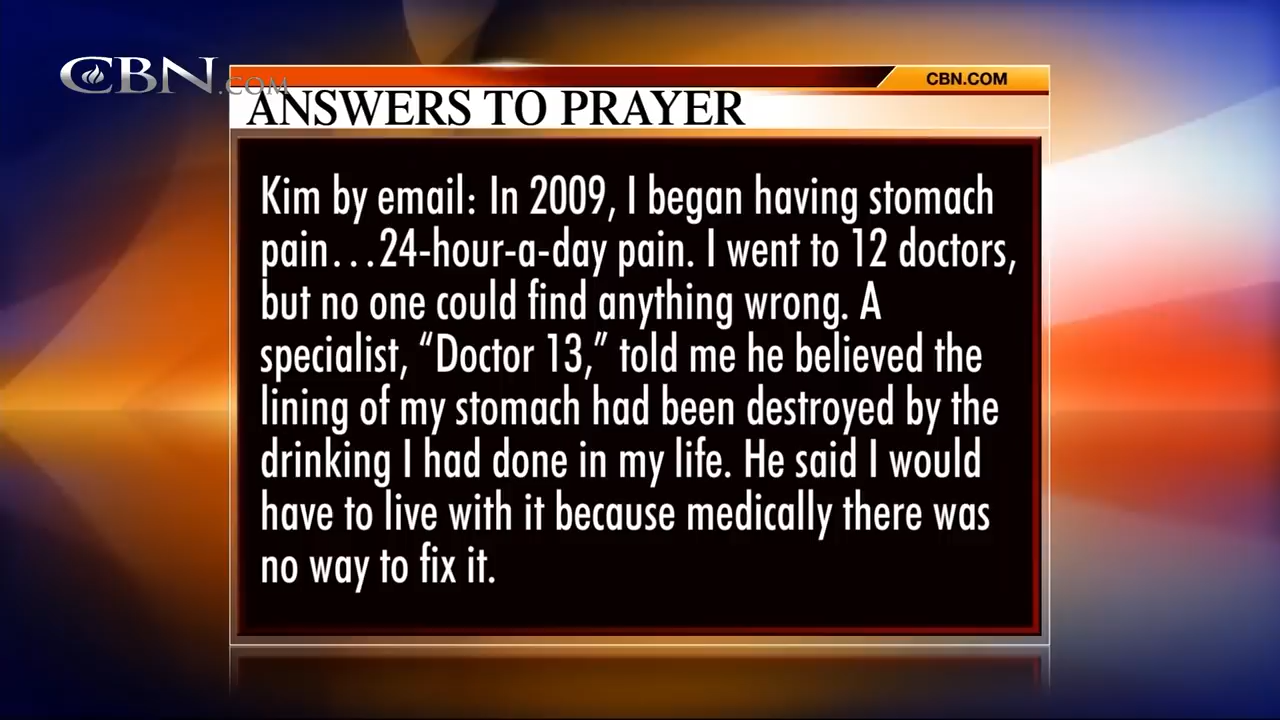 CBN.COM
CBN.COM
ANSWERS TO PRAYER
Kim by email: In 2009, I began having stomach
pain…24-hour-a-day pain. I went to 12 doctors,
but no one could find anything wrong. A
specialist, “Doctor 13,” told me he believed the
lining of my stomach had been destroyed by the
drinking I had done in my life. He said I would
have to live with it because medically there was
no way to fix it.